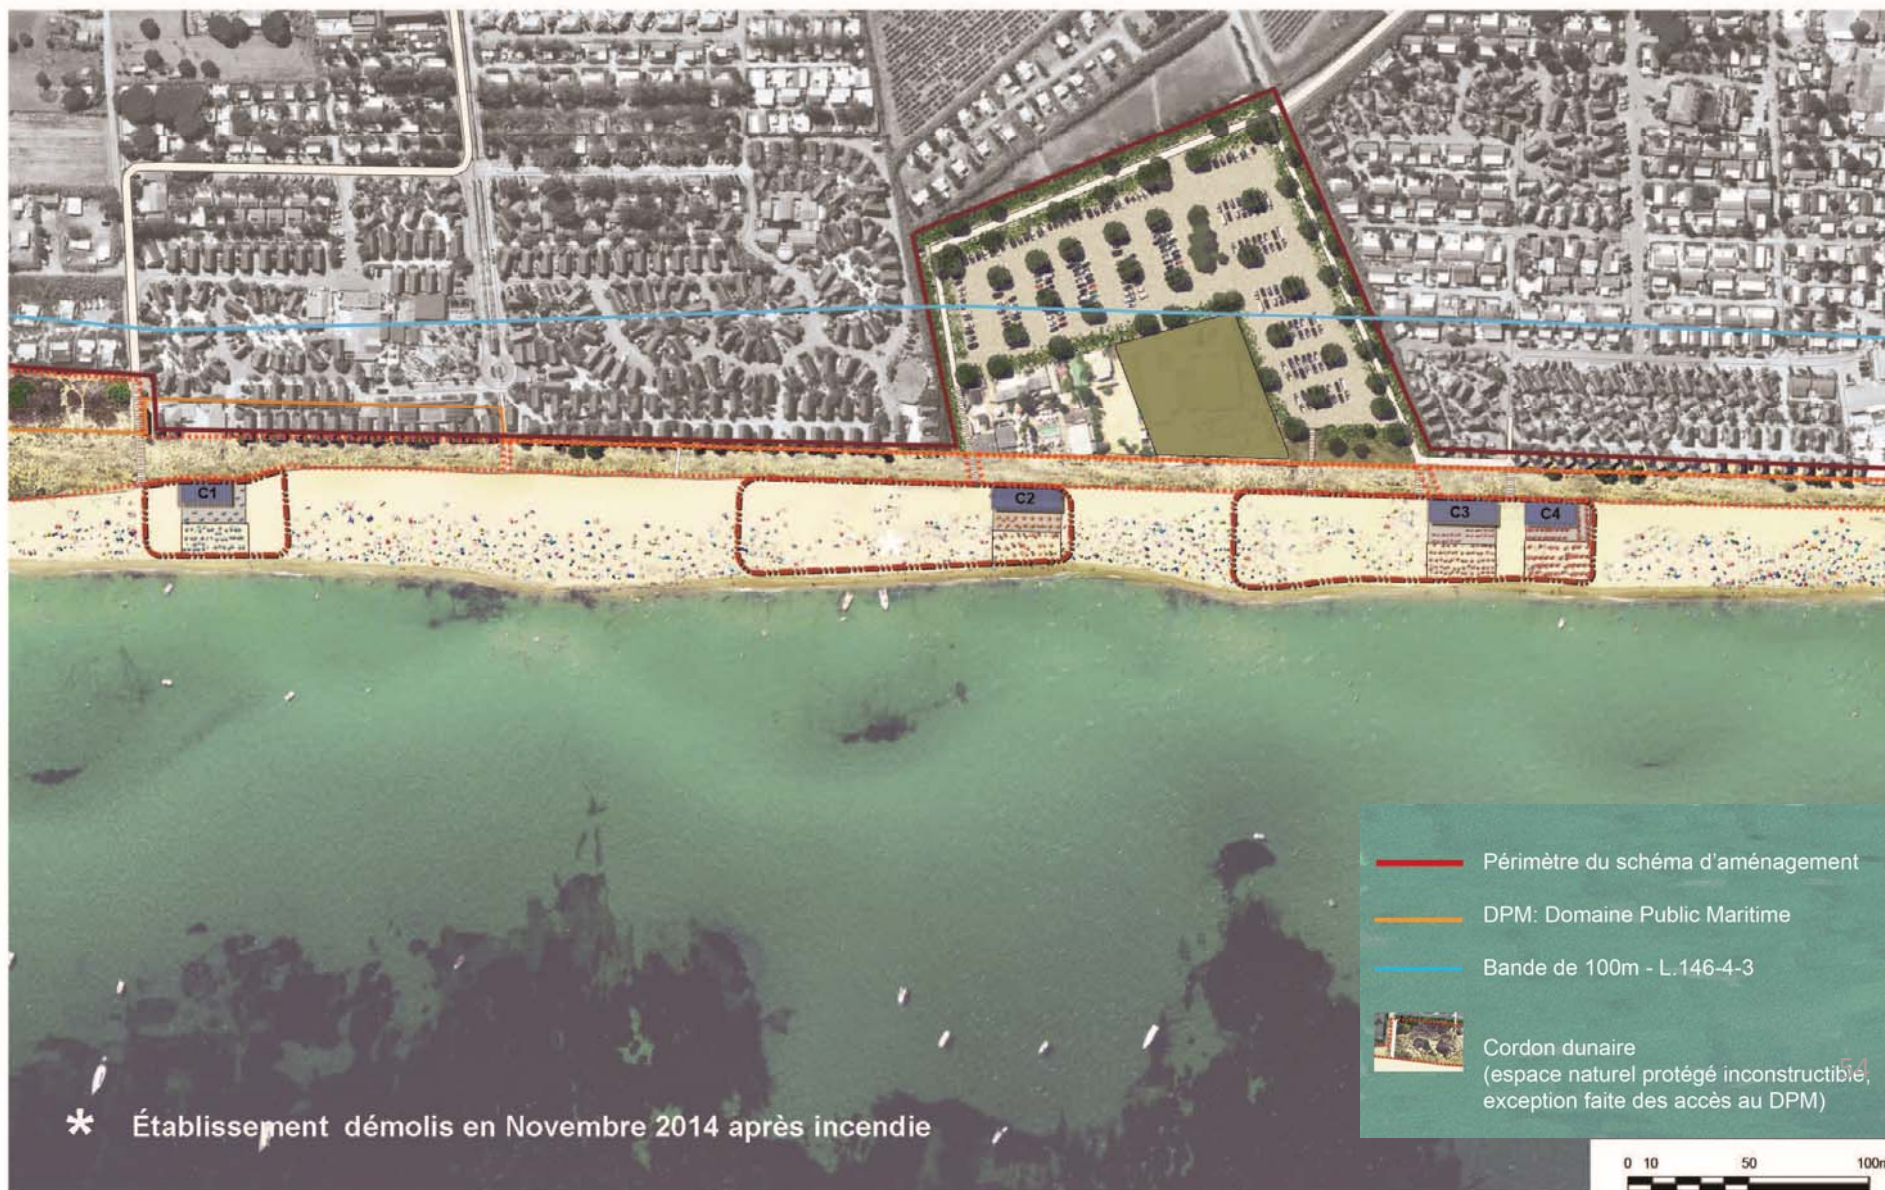 C1
C2
C3
C4
Périmètre du schéma d'aménagement
DPM: Domaine Public Maritime
Bande de 100m - L.146-4-3
Cordon dunaire
(espace naturel protégé inconstructible,
exception faite des accès au DPM)
54
* Établissement démolis en Novembre 2014 après incendie
0 10 50 100m